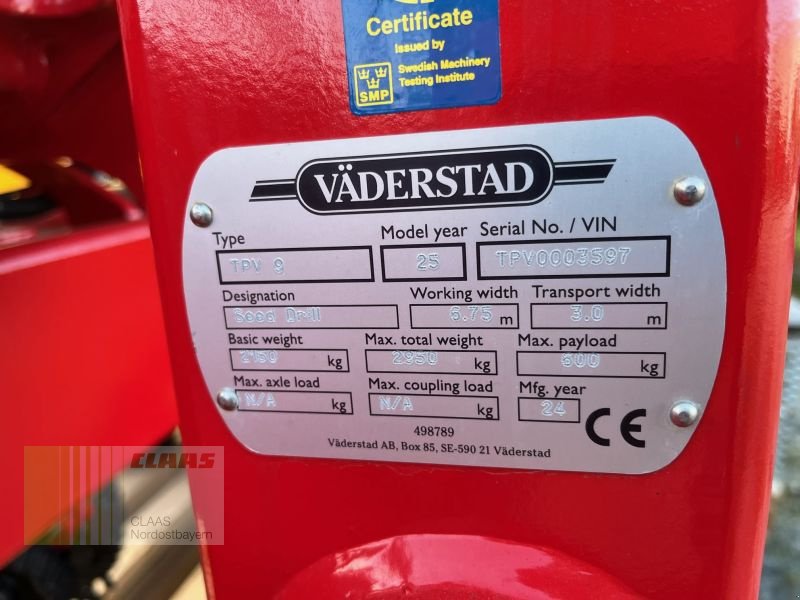 Certificate
Issued by
Swedish Machinery
Testing Institute
SMP
VÄDERSTAD
Type
Model year
Serial No. / VIN
TPV 9
25
TPV0003597
Designation
Working width
Transport width
Seed Drill
6.75 m
3.0 m
Basic weight
Max. total weight
Max. payload
2150 kg
2950 kg
600 kg
Max. axle load
Max. coupling load
Mfg. year
N/A kg
N/A kg
24
CE
498789
Väderstad AB, Box 85, SE-590 21 Väderstad
CLAAS
CLAAS
Nordostbayern